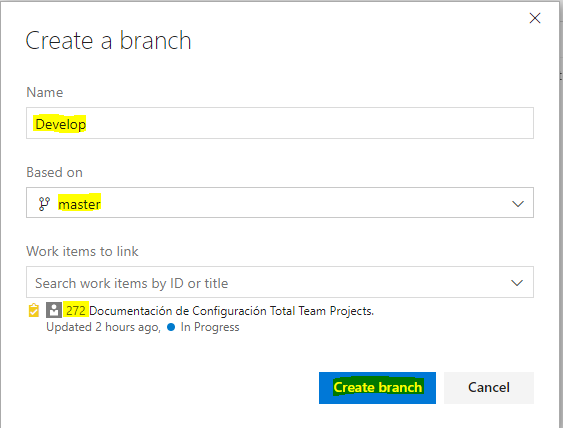 Create a branch
Name
Develop
Based on
master
Work items to link
Search work items by ID or title
272 Documentación de Configuración Total Team Projects.
Updated 2 hours ago, In Progress
Create branch Cancel